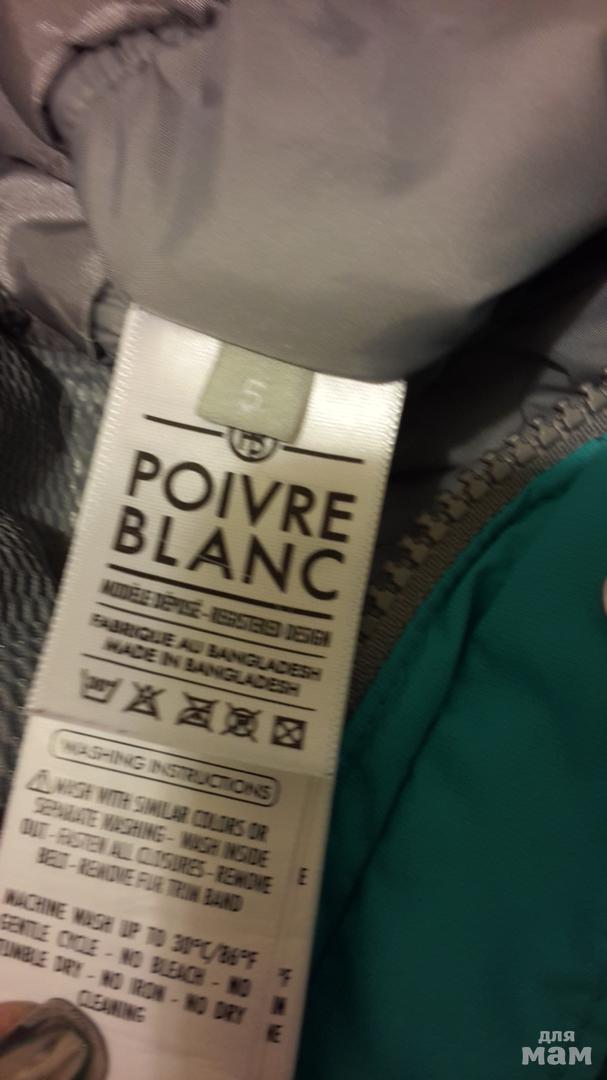 5
POIVRE
BLANC
MODÈLE DÉPOSÉ - REGISTERED DESIGN
FABRIQUE AU BANGLADESH
MADE IN BANGLADESH
30°
WASHING INSTRUCTIONS
WASH WITH SIMILAR COLORS OR
SEPARATE WASHING - WASH INSIDE
OUT - FASTEN ALL CLOSURES - REMOVE
BELT - REMOVE FUR TRIM BAND
E
MACHINE WASH UP TO 30°C/86°F
GENTLE CYCLE - NO BLEACH - NO
TUMBLE DRY - NO IRON - NO DRY
CLEANING
°F
для
мам